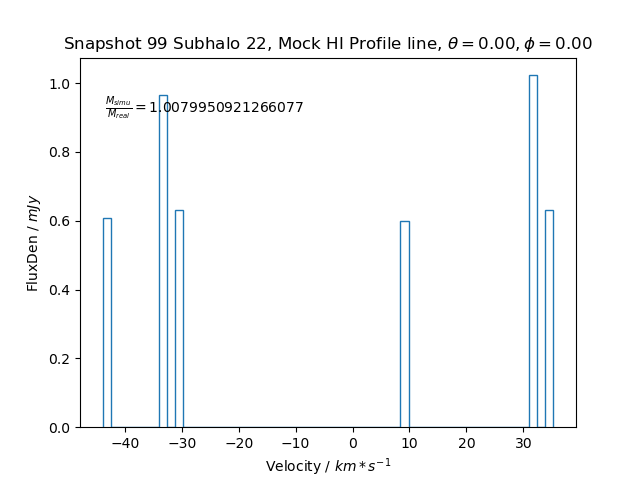 Snapshot 99 Subhalo 22, Mock HI Profile line, θ = 0.00, ϕ = 0.00
M_simu/M_real = 1.0079950921266077
FluxDen / mJy
1.0
0.8
0.6
0.4
0.2
0.0
−40 −30 −20 −10 0 10 20 30
Velocity / km * s⁻¹